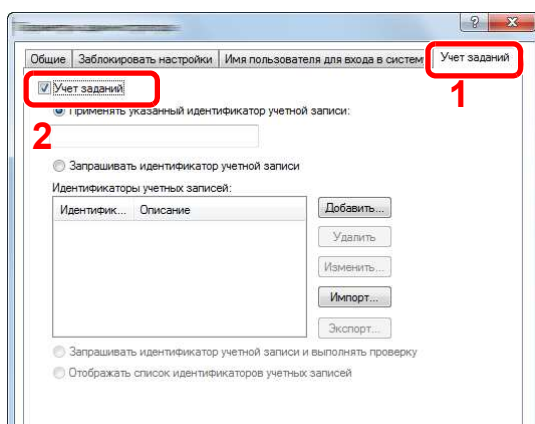 Общие Заблокировать настройки Имя пользователя для входа в систем Учет заданий
1
Учет заданий
Применять указанный идентификатор учетной записи:
2
Запрашивать идентификатор учетной записи
Идентификаторы учетных записей:
Идентифик... Описание
Добавить...
Удалить
Изменить...
Импорт...
Экспорт...
Запрашивать идентификатор учетной записи и выполнять проверку
Отображать список идентификаторов учетных записей